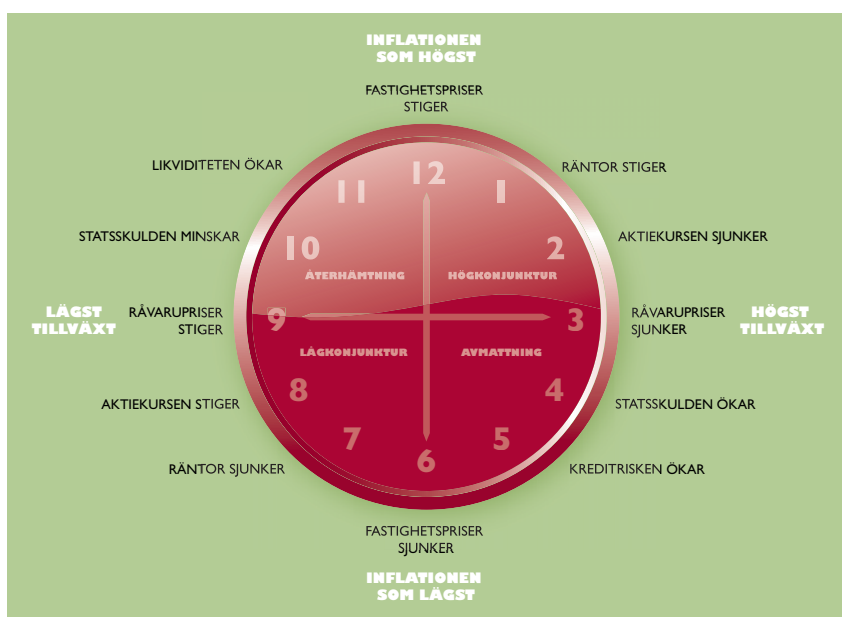 INFLATIONEN
SOM HÖGST
FASTIGHETSPRISER
STIGER
LIKVIDITETEN ÖKAR
RÄNTOR STIGER
12
11
1
STATSSKULDEN MINSKAR
AKTIEKURSEN SJUNKER
10
2
ÅTERHÄMTNING
HÖGKONJUNKTUR
LÄGST
TILLVÄXT
RÅVARUPRISER
STIGER
9
3
RÅVARUPRISER
SJUNKER
HÖGST
TILLVÄXT
LÅGKONJUNKTUR
AVMATTNING
8
4
AKTIEKURSEN STIGER
STATSSKULDEN ÖKAR
7
5
6
RÄNTOR SJUNKER
KREDITRISKEN ÖKAR
FASTIGHETSPRISER
SJUNKER
INFLATIONEN
SOM LÄGST